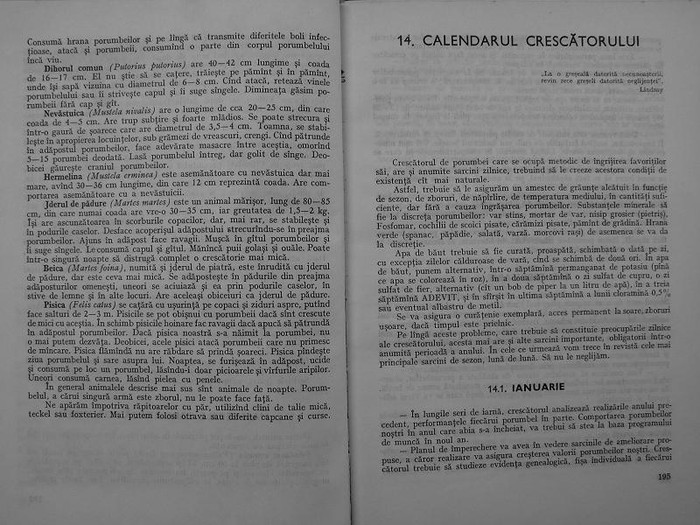 Consumă hrana porumbeilor și pe lîngă că transmite diferitele boli infec-
țioase, atacă și porumbeii, consumînd o parte din corpul porumbelului
încă viu.
Dihorul comun (Putorius putorius) are 40—42 cm lungime și coada
de 16—17 cm. El nu știe să se cațere, trăiește pe pămînt și în pămînt,
unde își sapă vizuina cu diametrul de 6—8 cm. Cînd atacă, retează vinele
porumbelului sau îi strivește capul și îi suge sîngele. Dimineața găsim po-
rumbeii fără cap și gît.
Nevăstuica (Mustela nivalis) are o lungime de cca 20—25 cm, din care
coada de 4—5 cm. Are trup subțire și foarte mlădios. Se poate strecura și
într-o gaură de șoarece care are diametrul de 3,5—4 cm. Toamna, se stabi-
lește în apropierea locuințelor, sub grămezi de vreascuri, crengi. Cînd pătrunde
în adăpostul porumbeilor, face adevărate masacre între aceștia, omorînd
5—15 porumbei deodată. Lasă porumbelul întreg, dar golit de sînge. Deo-
bicei găurește craniul porumbeilor.
Hermelina (Mustela erminea) este asemănătoare cu nevăstuica dar mai
mare, avînd 30—36 cm lungime, din care 12 cm reprezintă coada. Are com-
portarea asemănătoare cu a nevăstuicii.
Jderul de pădure (Martes martes) este un animal mărișor, lung de 80—85
cm, din care numai coada are vre-o 30—35 cm, iar greutatea de 1,5—2 kg.
Își are ascunzătoarea în scorburile copacilor, dar, mai rar, se stabilește și
în podurile caselor. Desface acoperișul adăpostului strecurîndu-se în preajma
porumbeilor. Ajuns în adăpost face ravagii. Mușcă în gîtul porumbeilor și
îi suge sîngele. Le consumă capul și gîtul. Mănîncă puii golași și ouăle. Poate
într-o singură noapte să distrugă complet o crescătorie mai mică.
Beica (Martes foina), numită și jderul de piatră, este înrudită cu jderul
de pădure, dar este ceva mai mică. Se adăpostește în pădurile din preajma
adăposturilor omenești, uneori se aciuiază și ea prin podurile caselor, în
stive de lemne și în alte locuri. Are aceleași obiceiuri ca jderul de pădure.
Pisica (Felis catus) se cațără cu ușurință pe copaci și ziduri aspre, putînd
face salturi de 2—3 m. Pisicile se pot obișnui cu porumbeii dacă sînt crescute
de mici cu aceștia. În schimb pisicile hoinare fac ravagii dacă apucă să pătrundă
în adăpostul porumbeilor. Dacă pisica noastră s-a năimit la porumbei, nu
o mai putem dezvăța. Deobicei, acele pisici atacă porumbeii care nu primesc
de mîncare. Pisica flămîndă nu are răbdare să prindă șoareci. Pisica pîndește
ziua porumbelul și sare asupra lui. Noaptea, se furișează în adăpost, ucide
și consumă pe loc un porumbel, lăsîndu-i doar picioarele și vîrfurile aripilor.
Uneori consumă carnea, lăsînd pielea cu penele.
În general animalele descrise mai sus sînt animale de noapte. Porum-
belul, a cărui singură armă este zborul, nu le poate face față.
Ne apărăm împotriva răpitoarelor cu păr, utilizînd clini de talie mică,
teckel sau foxterier. Mai putem folosi otrava sau diferite capcane și curse.
14. CALENDARUL CRESCĂTORULUI
„La o greșeală datorită necunoașterii,
revin zece greșeli datorită neglijenței".
Lindsay
Crescătorul de porumbei care se ocupă metodic de îngrijirea favoriților
săi, are și anumite sarcini zilnice, trebuind să le creeze acestora condiții de
existență cît mai naturale.
Astfel, trebuie să le asigurăm un amestec de grăunțe alcătuit în funcție
de sezon, de zboruri, de năpîrlire, de temperatura mediului, în cantități sufi-
ciente, dar fără a cauza îngrășarea porumbeilor. Substanțele minerale să
fie la discreția porumbeilor: var stins, mortar de var, nisip grosier (pietriș),
Fosfomar, cochilii de scoici pisate, cărămizi pisate, pămînt de grădină. Hrana
verde (spanac, păpădie, salată, varză, morcovi rași) de asemenea se va da
la discreție.
Apa de băut trebuie să fie curată, proaspătă, schimbată o dată pe zi,
cu excepția zilelor călduroase de vară, cînd se schimbă de două ori. În apa
de băut, punem alternativ, într-o săptămînă permanganat de potasiu (pînă
ce apa se colorează în roz), în a doua săptămînă o zi sulfat de cupru, o zi
sulfat de fier, alternativ (cît un bob de piper la un litru de apă), în a treia
săptămînă ADEVIT, și în sfîrșit în ultima săptămînă a lunii cloramină 0,5%
sau eventual albastru de metil.
Se va asigura o curățenie exemplară, acces permanent la soare, zboruri
ușoare, dacă timpul este prielnic.
Pe lîngă aceste probleme, care trebuie să constituie preocupările zilnice
ale crescătorului, acesta mai are și alte sarcini importante, obligatorii într-o
anumită perioadă a anului. În cele ce urmează vom trece în revistă cele mai
principale sarcini de sezon, lună de lună. Să nu le neglijăm.
14.1. IANUARIE
— În lungile seri de iarnă, crescătorul analizează realizările anului pre-
cedent, performanțele fiecărui porumbel în parte. Comportarea porumbeilor
noștri în anul care abia s-a încheiat, va trebui să stea la baza programului
de muncă în noul an.
— Planul de împerechere va avea în vedere sarcinile de ameliorare pro-
puse, a căror realizare va asigura creșterea valorii porumbeilor noștri. Cres-
cătorul trebuie să studieze evidența genealogică, fișa individuală a fiecărui
195